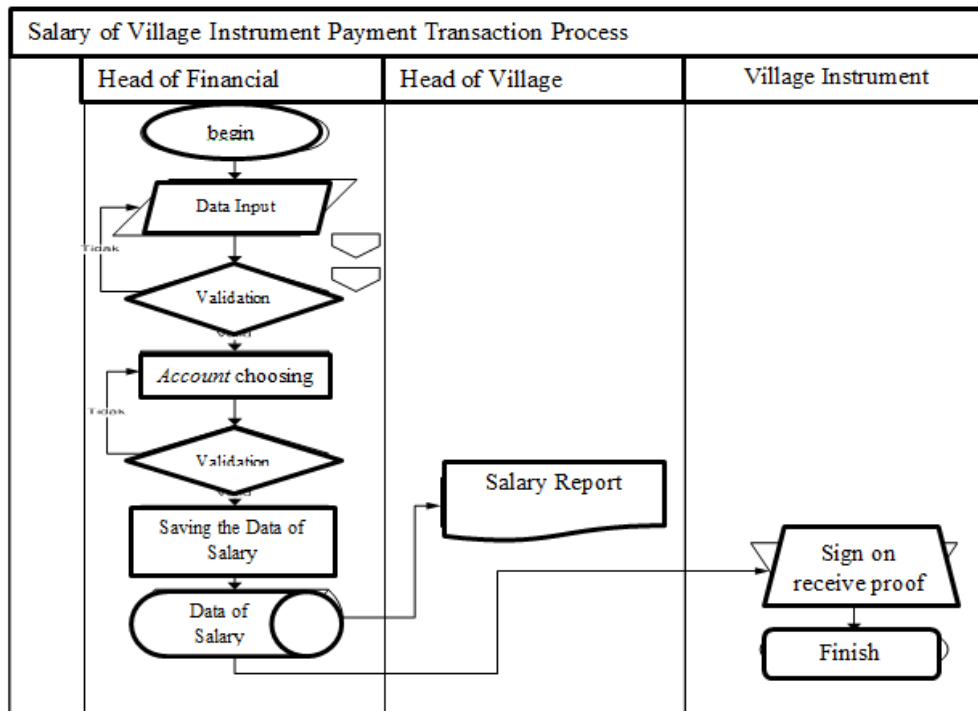 Salary of Village Instrument Payment Transaction Process
Head of Financial
Head of Village
Village Instrument
begin
Data Input
Tidak
Validation
Account choosing
Tidak
Validation
Saving the Data of
Salary
Data of
Salary
Salary Report
Sign on
receive proof
Finish